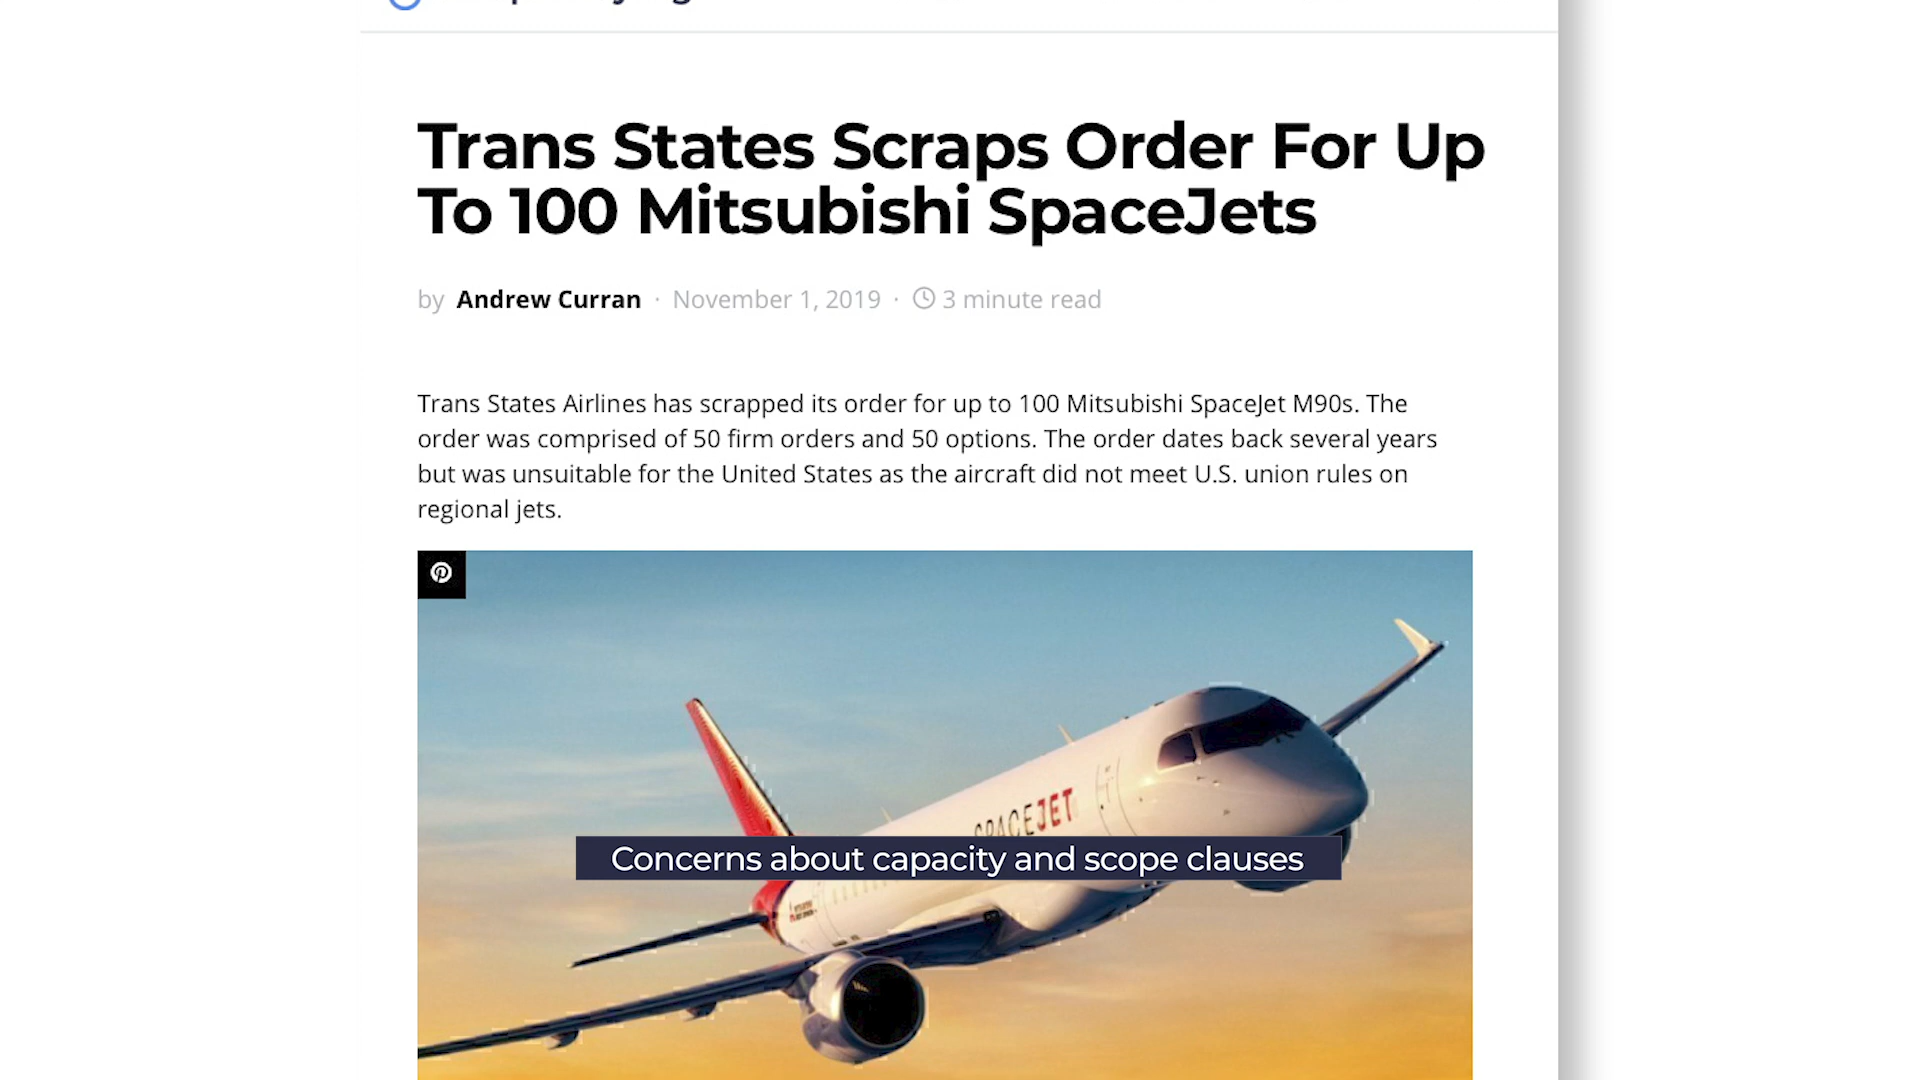 Trans States Scraps Order For Up
To 100 Mitsubishi SpaceJets
by Andrew Curran · November 1, 2019 · 3 minute read
Trans States Airlines has scrapped its order for up to 100 Mitsubishi SpaceJet M90s. The
order was comprised of 50 firm orders and 50 options. The order dates back several years
but was unsuitable for the United States as the aircraft did not meet U.S. union rules on
regional jets.
SPACEJET
Concerns about capacity and scope clauses